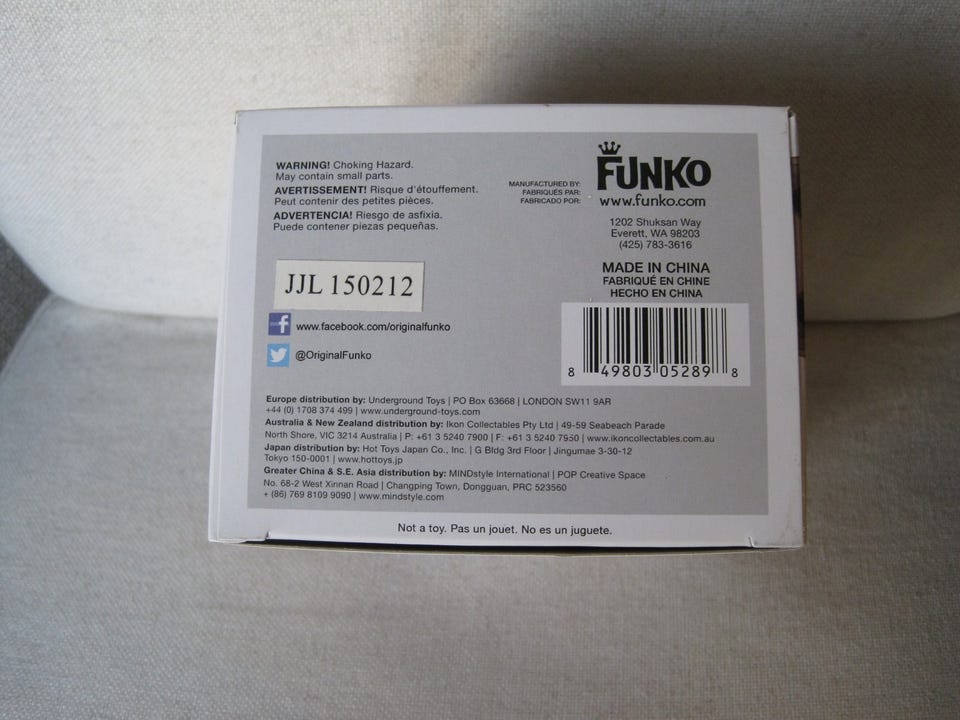 WARNING! Choking Hazard.
May contain small parts.
AVERTISSEMENT! Risque d'étouffement.
Peut contenir des petites pièces.
ADVERTENCIA! Riesgo de asfixia.
Puede contener piezas pequeñas.
MANUFACTURED BY:
FABRIQUÉS PAR:
FABRICADO POR:
FUNKO
www.funko.com
1202 Shuksan Way
Everett, WA 98203
(425) 783-3616
MADE IN CHINA
FABRIQUÉ EN CHINE
HECHO EN CHINA
JJL 150212
f www.facebook.com/originalfunko
@OriginalFunko
8 49803 05289 8
Europe distribution by: Underground Toys | PO Box 63668 | LONDON SW11 9AR
+44 (0) 1708 374 499 | www.underground-toys.com
Australia & New Zealand distribution by: Ikon Collectables Pty Ltd | 49-59 Seabeach Parade
North Shore, VIC 3214 Australia | P: +61 3 5240 7900 | F: +61 3 5240 7950 | www.ikoncollectables.com.au
Japan distribution by: Hot Toys Japan Co., Inc. | G Bldg 3rd Floor | Jingumae 3-30-12
Tokyo 150-0001 | www.hottoys.jp
Greater China & S.E. Asia distribution by: MINDstyle International | POP Creative Space
No. 68-2 West Xinnan Road | Changping Town, Dongguan, PRC 523560
+ (86) 769 8109 9090 | www.mindstyle.com
Not a toy. Pas un jouet. No es un juguete.